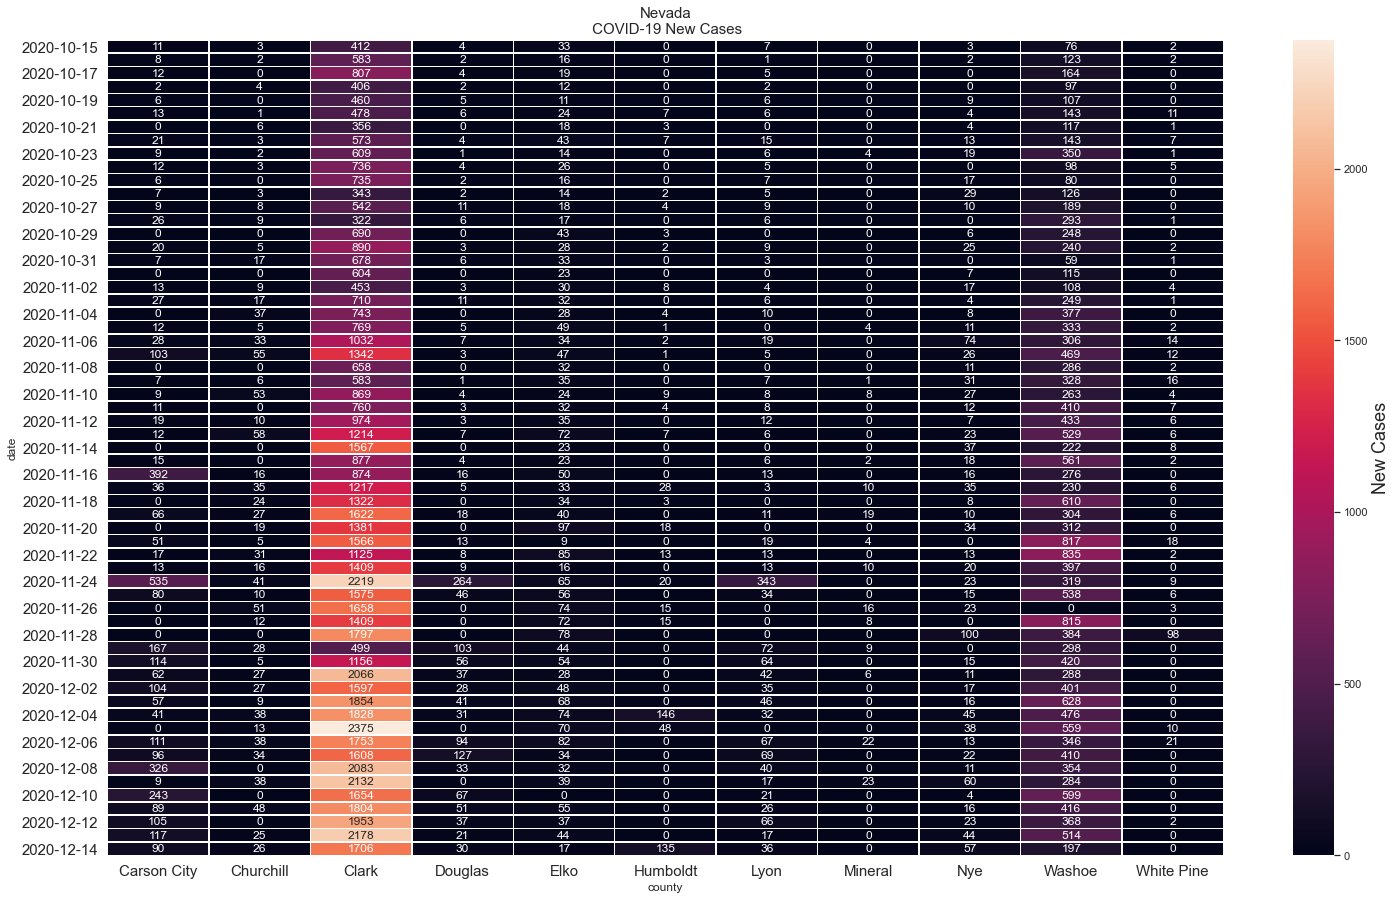 Nevada
COVID-19 New Cases
2020-10-15 11 3 412 4 33 0 7 0 3 76 2
8 2 583 2 16 0 1 0 2 123 2
2020-10-17 12 0 807 4 19 0 5 0 0 164 0
2 4 406 2 12 0 2 0 0 97 0
2020-10-19 6 0 460 5 11 0 6 0 9 107 0
13 1 478 6 24 7 6 0 4 143 11
2020-10-21 0 6 356 0 18 3 0 0 4 117 1
21 3 573 4 43 7 15 0 13 143 7
2020-10-23 9 2 609 1 14 0 6 4 19 350 1
12 3 736 4 26 0 5 0 0 98 5
2020-10-25 6 0 735 2 16 0 7 0 17 80 0
7 3 343 2 14 2 5 0 29 126 0
2020-10-27 9 8 542 11 18 4 9 0 10 189 0
26 9 322 6 17 0 6 0 0 293 1
2020-10-29 0 0 690 0 43 3 0 0 6 248 0
20 5 890 3 28 2 9 0 25 240 2
2020-10-31 7 17 678 6 33 0 3 0 0 59 1
0 0 604 0 23 0 0 0 7 115 0
2020-11-02 13 9 453 3 30 8 4 0 17 108 4
27 17 710 11 32 0 6 0 4 249 1
2020-11-04 0 37 743 0 28 4 10 0 8 377 0
12 5 769 5 49 1 0 4 11 333 2
2020-11-06 28 33 1032 7 34 2 19 0 74 306 14
103 55 1342 3 47 1 5 0 26 469 12
2020-11-08 0 0 658 0 32 0 0 0 11 286 2
7 6 583 1 35 0 7 1 31 328 16
2020-11-10 9 53 869 4 24 9 8 8 27 263 4
11 0 760 3 32 4 8 0 12 410 7
2020-11-12 19 10 974 3 35 0 12 0 7 433 6
12 58 1214 7 72 7 6 0 23 529 6
2020-11-14 0 0 1567 0 23 0 0 0 37 222 8
15 0 877 4 23 0 6 2 18 561 2
2020-11-16 392 16 874 16 50 0 13 0 16 276 0
36 35 1217 5 33 28 3 10 35 230 6
2020-11-18 0 24 1322 0 34 3 0 0 8 610 0
66 27 1622 18 40 0 11 19 10 304 6
2020-11-20 0 19 1381 0 97 18 0 0 34 312 0
51 5 1566 13 9 0 19 4 0 817 18
2020-11-22 17 31 1125 8 85 13 13 0 13 835 2
13 16 1409 9 16 0 13 10 20 397 0
2020-11-24 535 41 2219 264 65 20 343 0 23 319 9
80 10 1575 46 56 0 34 0 15 538 6
2020-11-26 0 51 1658 0 74 15 0 16 23 0 3
0 12 1409 0 72 15 0 8 0 815 0
2020-11-28 0 0 1797 0 78 0 0 0 100 384 98
167 28 499 103 44 0 72 9 0 298 0
2020-11-30 114 5 1156 56 54 0 64 0 15 420 0
62 27 2066 37 28 0 42 6 11 288 0
2020-12-02 104 27 1597 28 48 0 35 0 17 401 0
57 9 1854 41 68 0 46 0 16 628 0
2020-12-04 41 38 1828 31 74 146 32 0 45 476 0
0 13 2375 0 70 48 0 0 38 559 10
2020-12-06 111 38 1753 94 82 0 67 22 13 346 21
96 34 1608 127 34 0 69 0 22 410 0
2020-12-08 326 0 2083 33 32 0 40 0 11 354 0
9 38 2132 0 39 0 17 23 60 284 0
2020-12-10 243 0 1654 67 0 0 21 0 4 599 0
89 48 1804 51 55 0 26 0 16 416 0
2020-12-12 105 0 1953 37 37 0 66 0 23 368 2
117 25 2178 21 44 0 17 0 44 514 0
2020-12-14 90 26 1706 30 17 135 36 0 57 197 0
Carson City Churchill Clark Douglas Elko Humboldt Lyon Mineral Nye Washoe White Pine
county
date
2000
1500
1000
500
0
New Cases